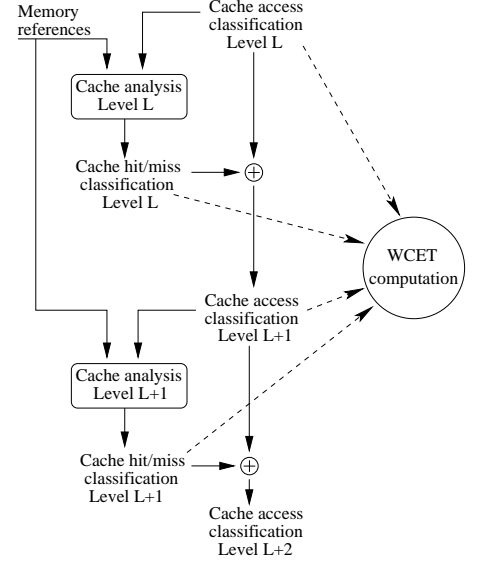 Memory
references
Cache access
classification
Level L
Cache analysis
Level L
Cache hit/miss
classification
Level L
WCET
computation
Cache access
classification
Level L+1
Cache analysis
Level L+1
Cache hit/miss
classification
Level L+1
Cache access
classification
Level L+2